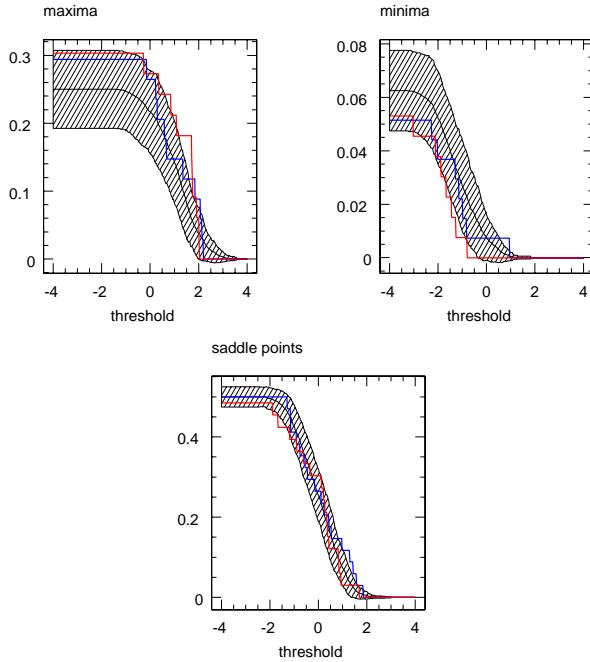 maxima
0.3
0.2
0.1
0
-4 -2 0 2 4
threshold
minima
0.08
0.06
0.04
0.02
0
-4 -2 0 2 4
threshold
saddle points
0.4
0.2
0
-4 -2 0 2 4
threshold